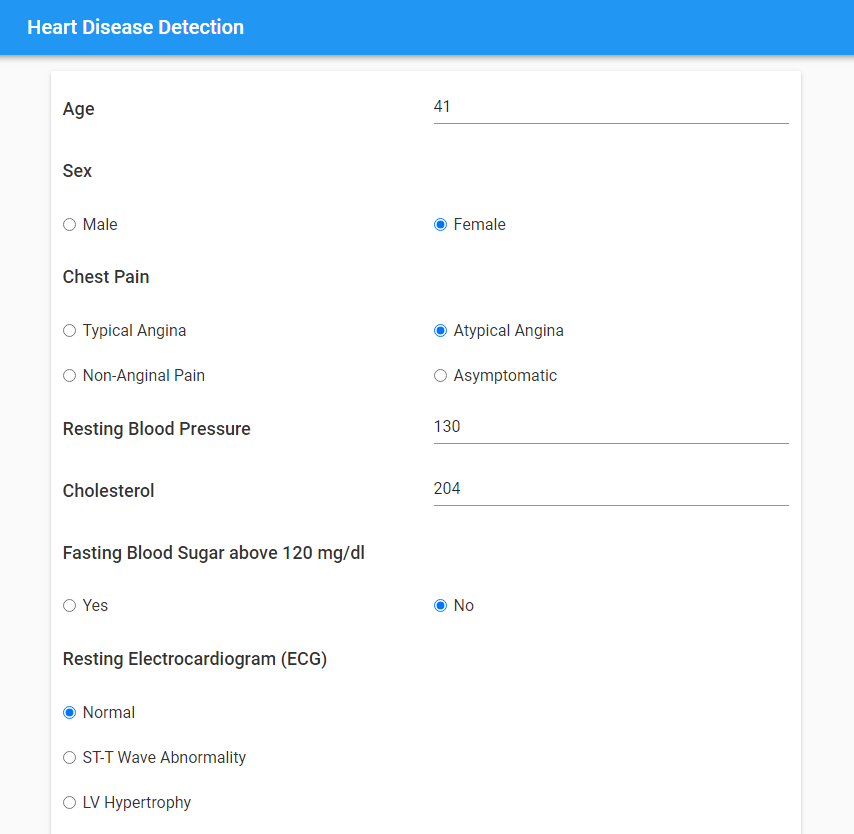 Heart Disease Detection
Age 41
Sex
Male Female
Chest Pain
Typical Angina Atypical Angina
Non-Anginal Pain Asymptomatic
Resting Blood Pressure 130
Cholesterol 204
Fasting Blood Sugar above 120 mg/dl
Yes No
Resting Electrocardiogram (ECG)
Normal
ST-T Wave Abnormality
LV Hypertrophy